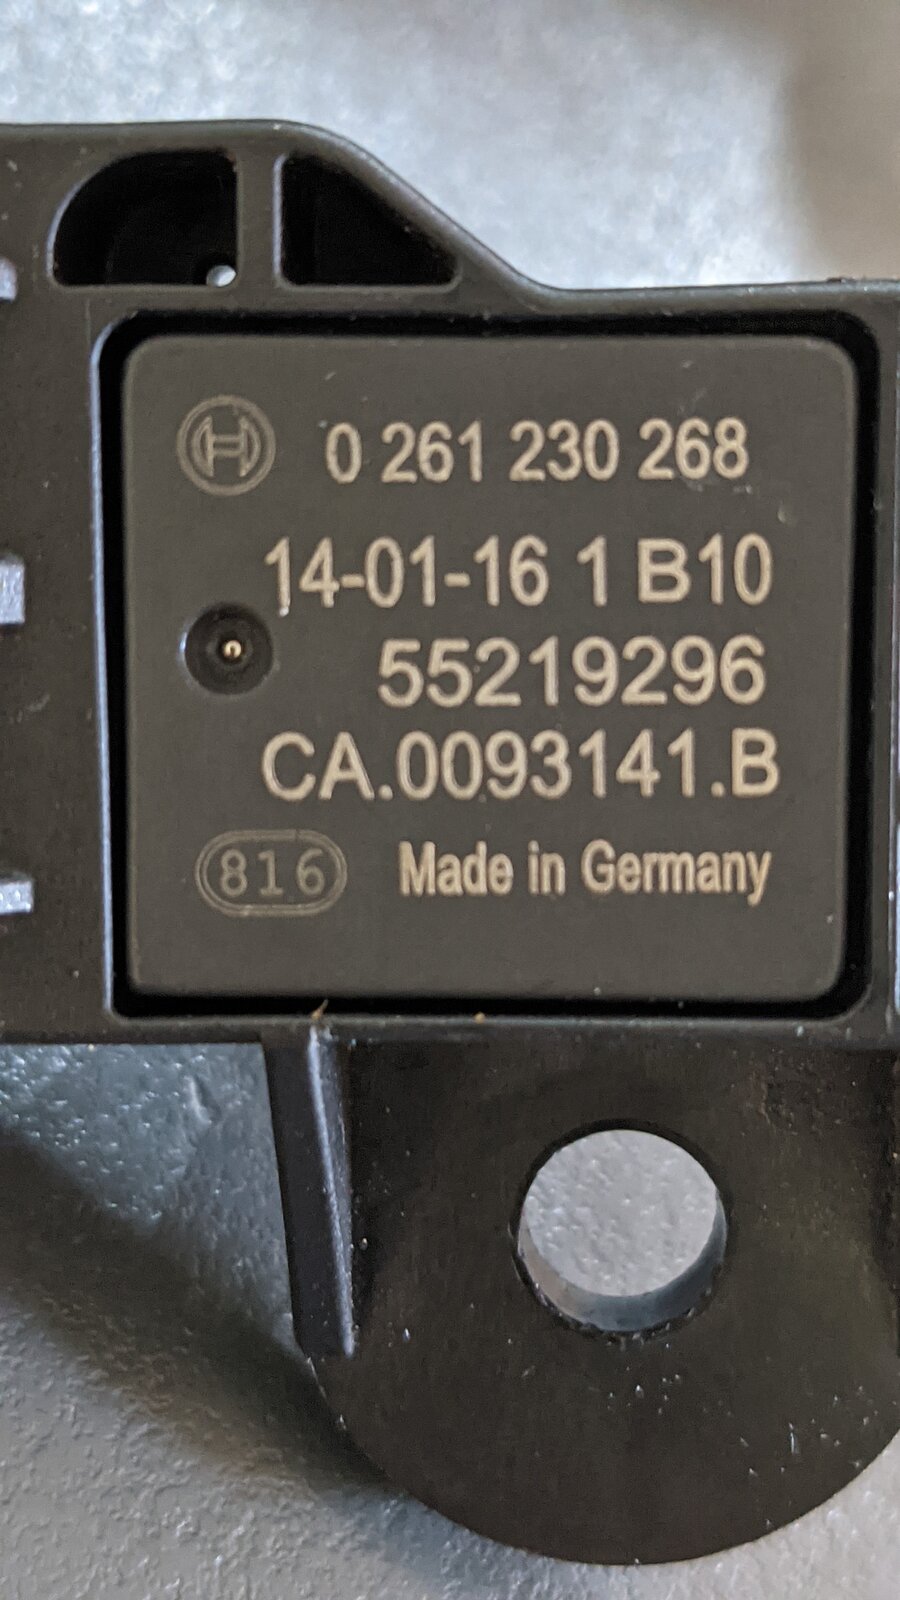 0 261 230 268
14-01-16 1 B10
55219296
CA.0093141.B
816 Made in Germany